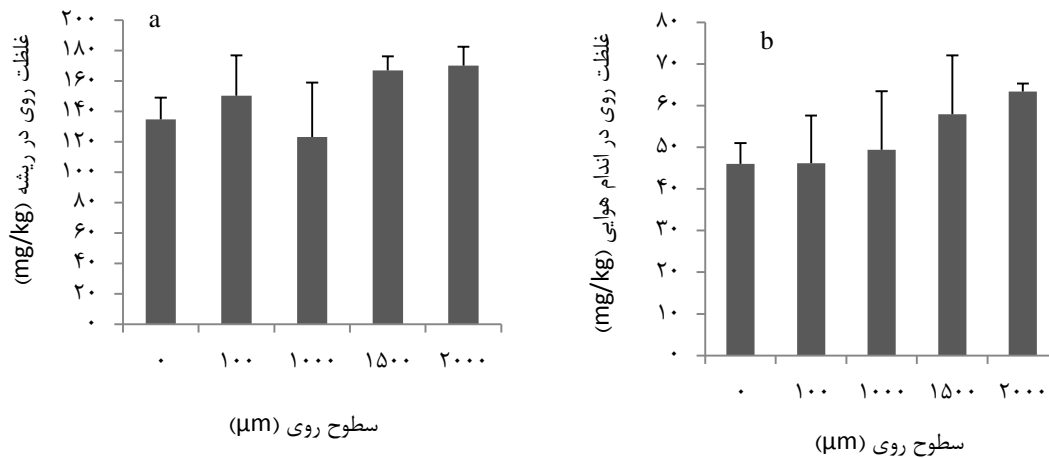 a
غلظت روی در ریشه (mg/kg)
۲۰۰
۱۸۰
۱۶۰
۱۴۰
۱۲۰
۱۰۰
۸۰
۶۰
۴۰
۲۰
۰
۰ ۱۰۰ ۱۰۰۰ ۱۵۰۰ ۲۰۰۰
سطوح روی (µm)
b
غلظت روی در اندام هوایی (mg/kg)
۸۰
۷۰
۶۰
۵۰
۴۰
۳۰
۲۰
۱۰
۰
۰ ۱۰۰ ۱۰۰۰ ۱۵۰۰ ۲۰۰۰
سطوح روی (µm)